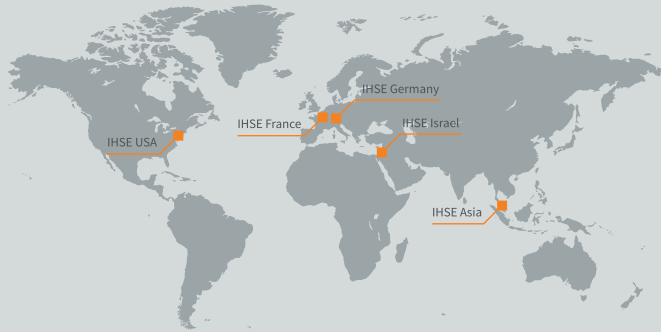 IHSE Germany
IHSE France
IHSE Israel
IHSE USA
IHSE Asia